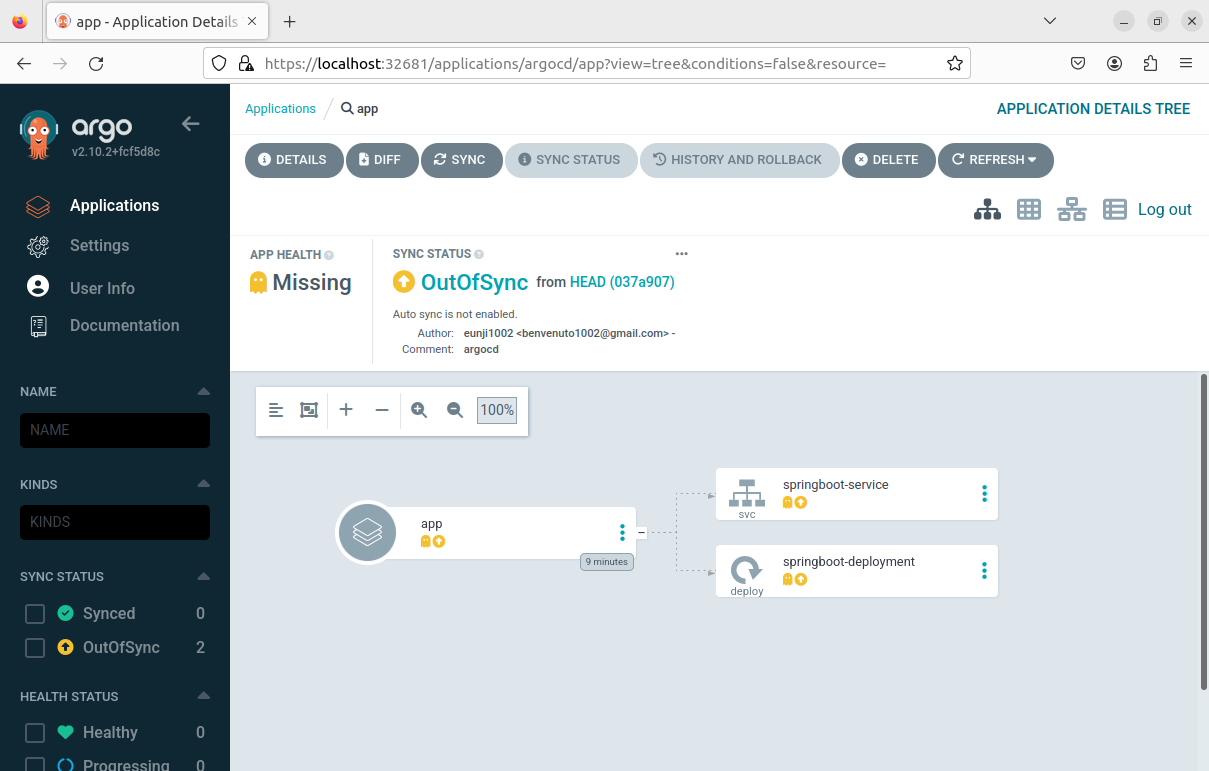 app - Application Details
https://localhost:32681/applications/argocd/app?view=tree&conditions=false&resource=
argo
v2.10.2+fcf5d8c
Applications
Settings
User Info
Documentation
NAME
NAME
KINDS
KINDS
SYNC STATUS
Synced 0
OutOfSync 2
HEALTH STATUS
Healthy 0
Progressing 0
Applications / app
APPLICATION DETAILS TREE
DETAILS DIFF SYNC SYNC STATUS HISTORY AND ROLLBACK DELETE REFRESH
Log out
APP HEALTH
Missing
SYNC STATUS
OutOfSync from HEAD (037a907)
Auto sync is not enabled.
Author: eunji1002 <benvenuto1002@gmail.com> -
Comment: argocd
100%
app
9 minutes
springboot-service
svc
springboot-deployment
deploy